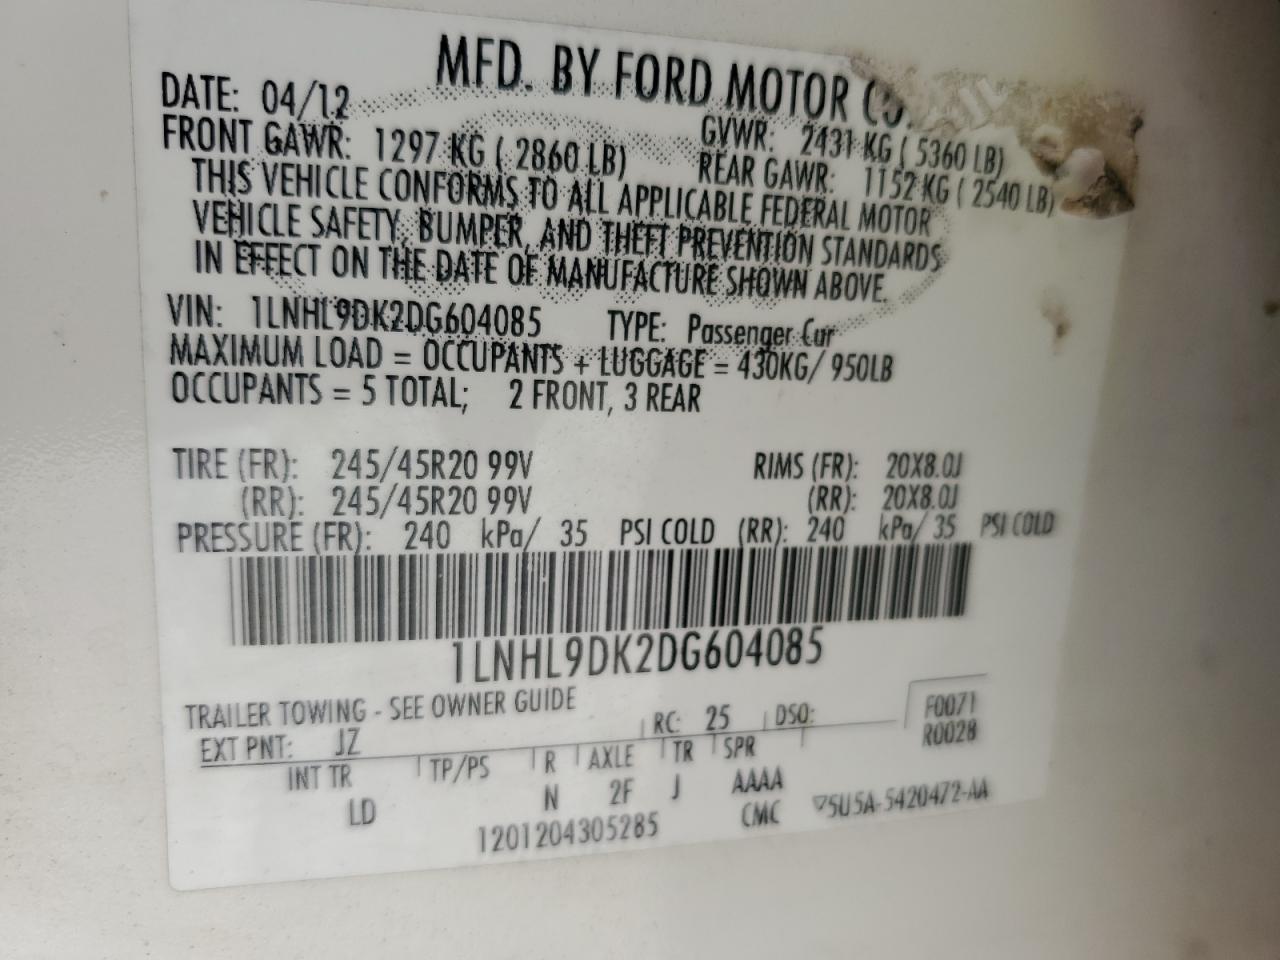 MFD. BY FORD MOTOR CO.
DATE: 04/12 GVWR: 2431 KG ( 5360 LB)
FRONT GAWR: 1297 KG ( 2860 LB) REAR GAWR: 1152 KG ( 2540 LB)
THIS VEHICLE CONFORMS TO ALL APPLICABLE FEDERAL MOTOR
VEHICLE SAFETY, BUMPER, AND THEFT PREVENTION STANDARDS
IN EFFECT ON THE DATE OF MANUFACTURE SHOWN ABOVE.
VIN: 1LNHL9DK2DG604085 TYPE: Passenger Car
MAXIMUM LOAD = OCCUPANTS + LUGGAGE = 430KG/ 950LB
OCCUPANTS = 5 TOTAL; 2 FRONT, 3 REAR
TIRE (FR): 245/45R20 99V RIMS (FR): 20X8.0J
(RR): 245/45R20 99V (RR): 20X8.0J
PRESSURE (FR): 240 kPa/ 35 PSI COLD (RR): 240 kPa/ 35 PSI COLD
1LNHL9DK2DG604085
TRAILER TOWING - SEE OWNER GUIDE
EXT PNT: JZ RC: 25 DSO: F0071
R0028
INT TR TP/PS R AXLE TR SPR
LD N 2F J AAAA
1201204305285 CMC ▽5U5A-5420472-AA